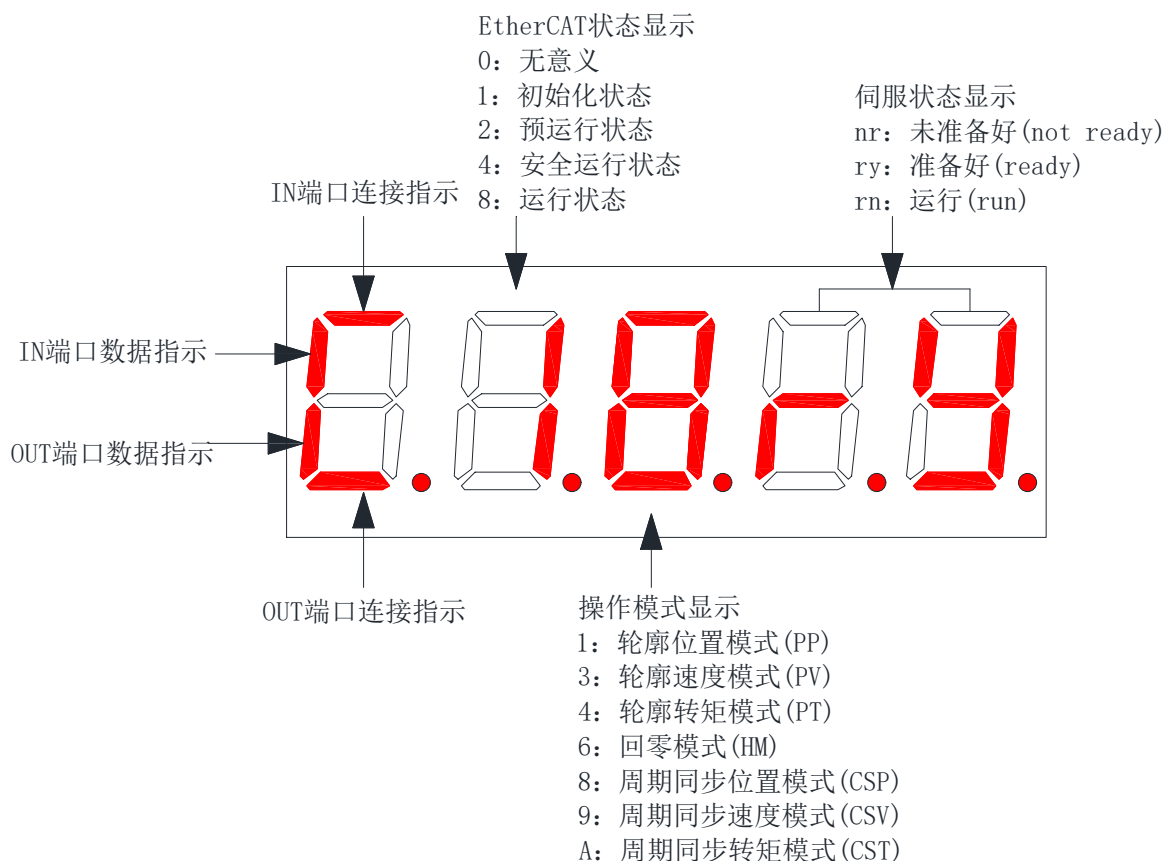 EtherCAT状态显示
0：无意义
1：初始化状态
2：预运行状态
4：安全运行状态
8：运行状态
伺服状态显示
nr：未准备好(not ready)
ry：准备好(ready)
rn：运行(run)
IN端口连接指示
IN端口数据指示
OUT端口数据指示
1.8.r.y.
OUT端口连接指示
操作模式显示
1：轮廓位置模式(PP)
3：轮廓速度模式(PV)
4：轮廓转矩模式(PT)
6：回零模式(HM)
8：周期同步位置模式(CSP)
9：周期同步速度模式(CSV)
A：周期同步转矩模式(CST)